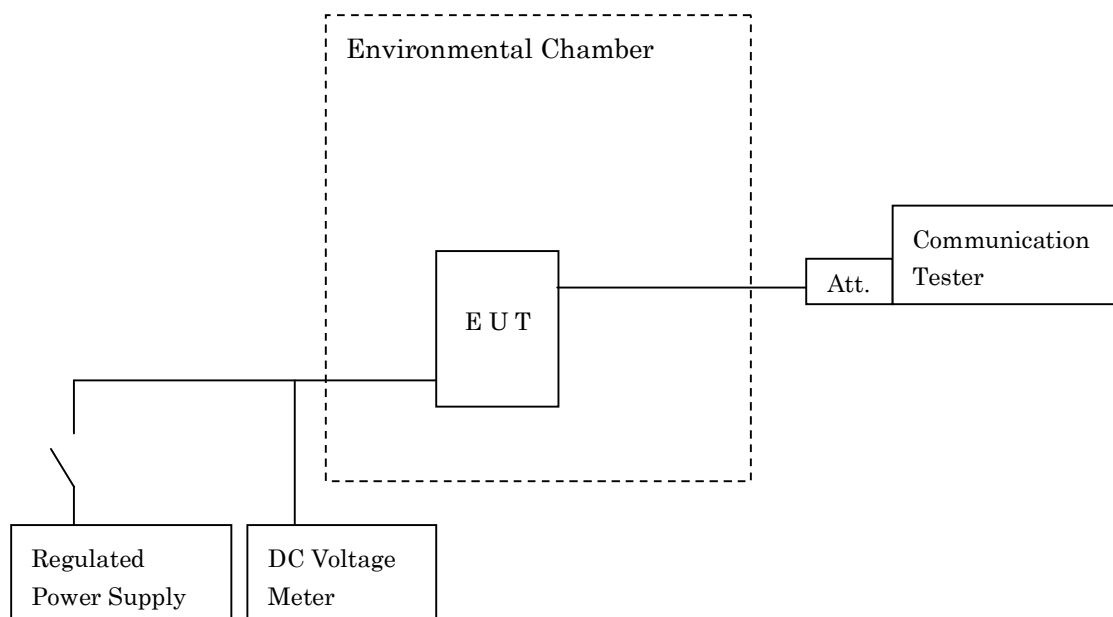 Environmental Chamber
Communication
Tester
Att.
E U T
Regulated
Power Supply
DC Voltage
Meter